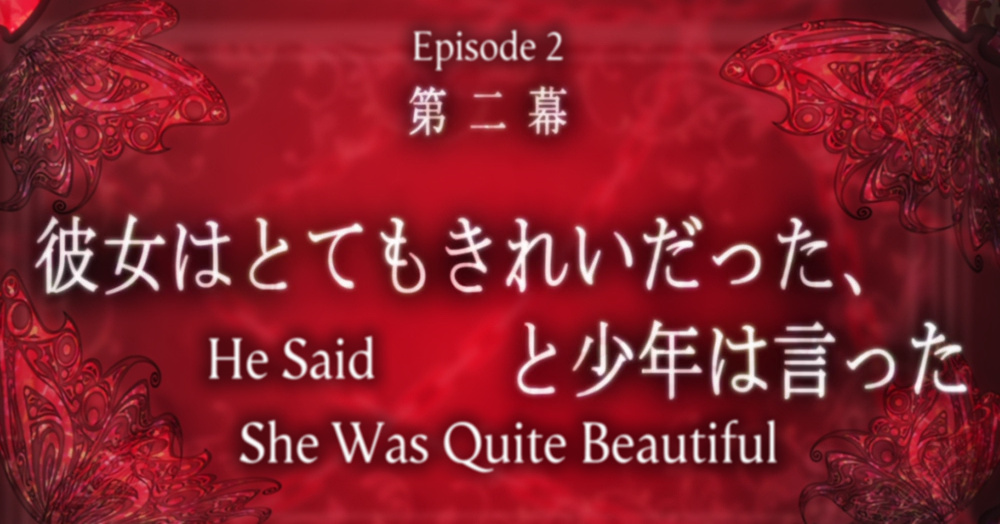 Episode 2
第二幕
彼女はとてもきれいだった、
と少年は言った
He Said
She Was Quite Beautiful